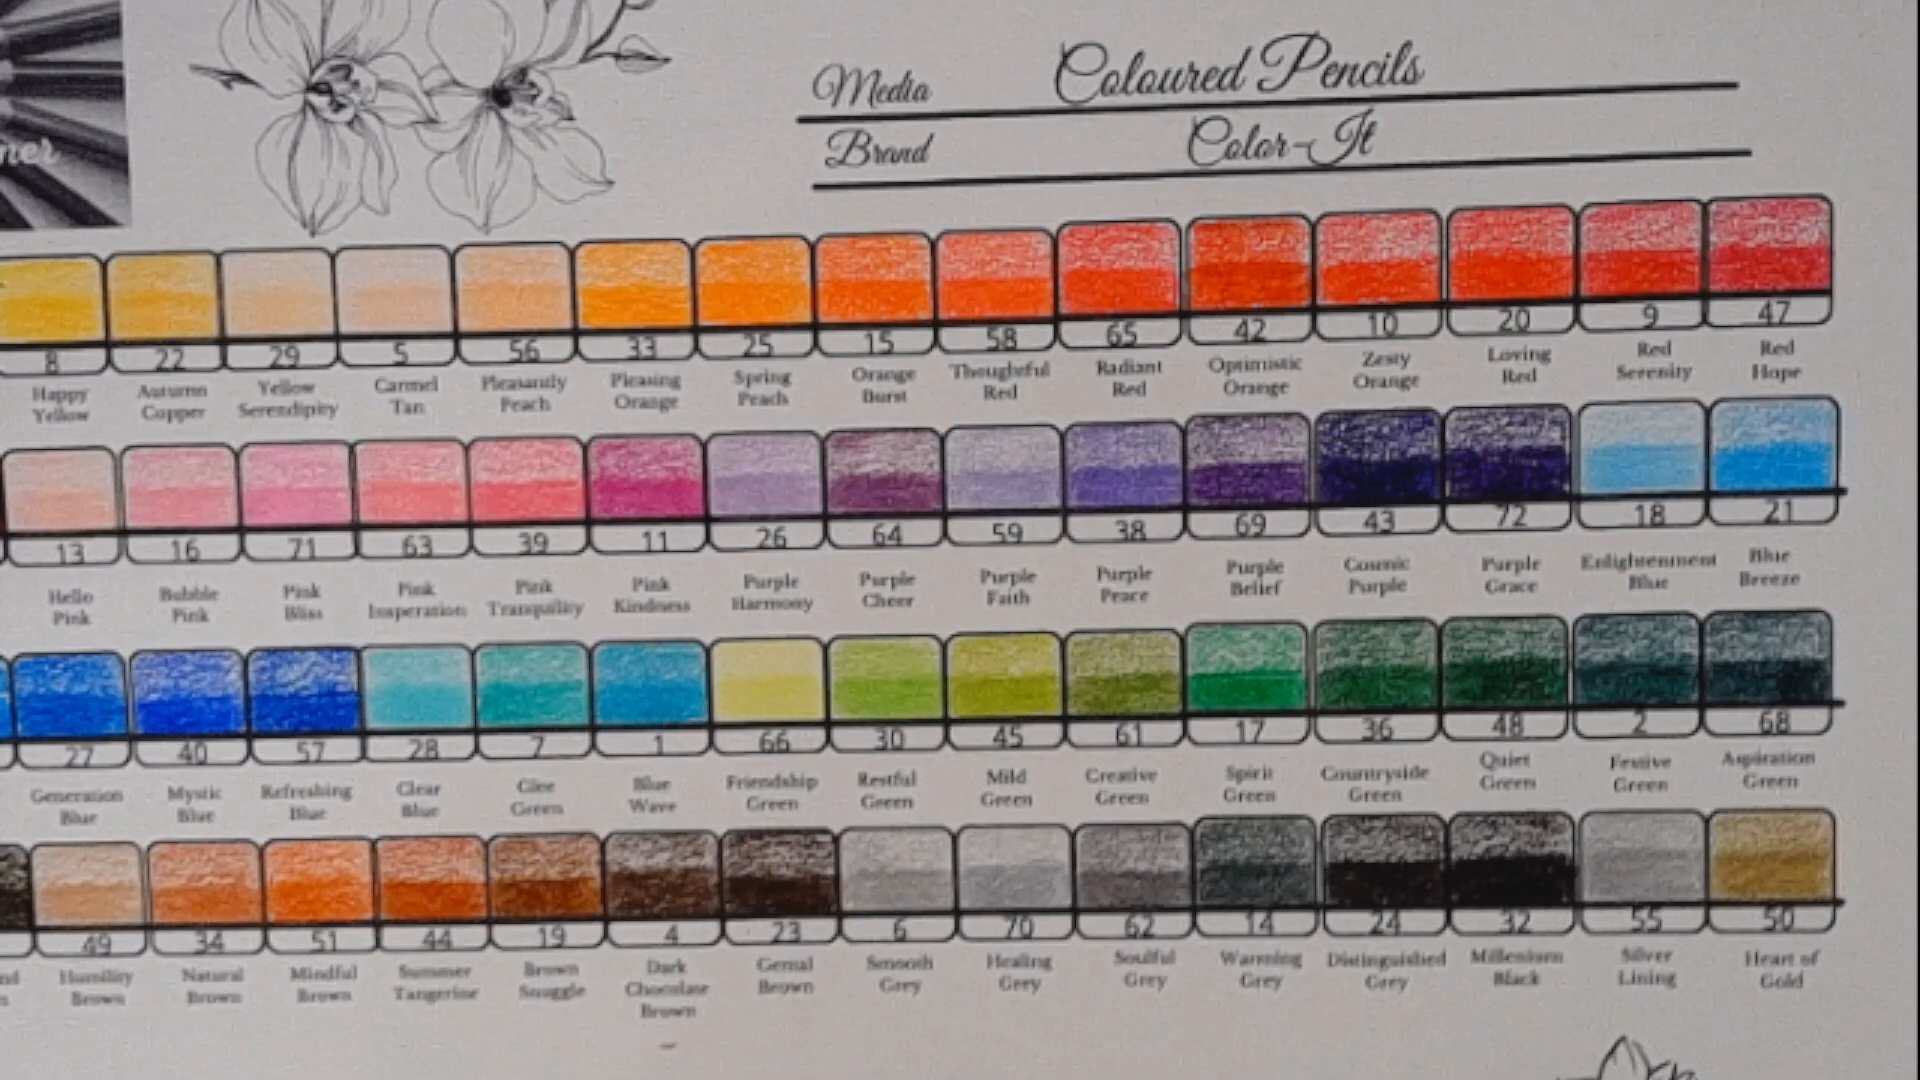 Media Coloured Pencils
ner
Brand Color-It
8 22 29 5 56 33 25 15 58 65 42 10 20 9 47
Happy Autumn Yellow Carmel Pleasantly Pleasing Spring Orange Thoughtful Radiant Optimistic Zesty Loving Red Red
Yellow Copper Serendipity Tan Peach Orange Peach Burst Red Red Orange Orange Red Serenity Hope
13 16 71 63 39 11 26 64 59 38 69 43 72 18 21
Hello Bubble Pink Pink Pink Pink Purple Purple Purple Purple Purple Cosmic Purple Enlightenment Blue
Pink Pink Bliss Insperation Tranquility Kindness Harmony Cheer Faith Peace Belief Purple Grace Blue Breeze
27 40 57 28 7 1 66 30 45 61 17 36 48 2 68
Generation Mystic Refreshing Clear Glee Blue Friendship Restful Mild Creative Spirit Countryside Quiet Festive Aspiration
Blue Blue Blue Blue Green Wave Green Green Green Green Green Green Green Green Green
49 34 51 44 19 4 23 6 70 62 14 24 32 55 50
Humility Natural Mindful Summer Brown Dark Genial Smooth Healing Soulful Warming Distinguished Millenium Silver Heart of
Brown Brown Brown Tangerine Snuggle Chocolate Brown Grey Grey Grey Grey Grey Black Lining Gold
Brown